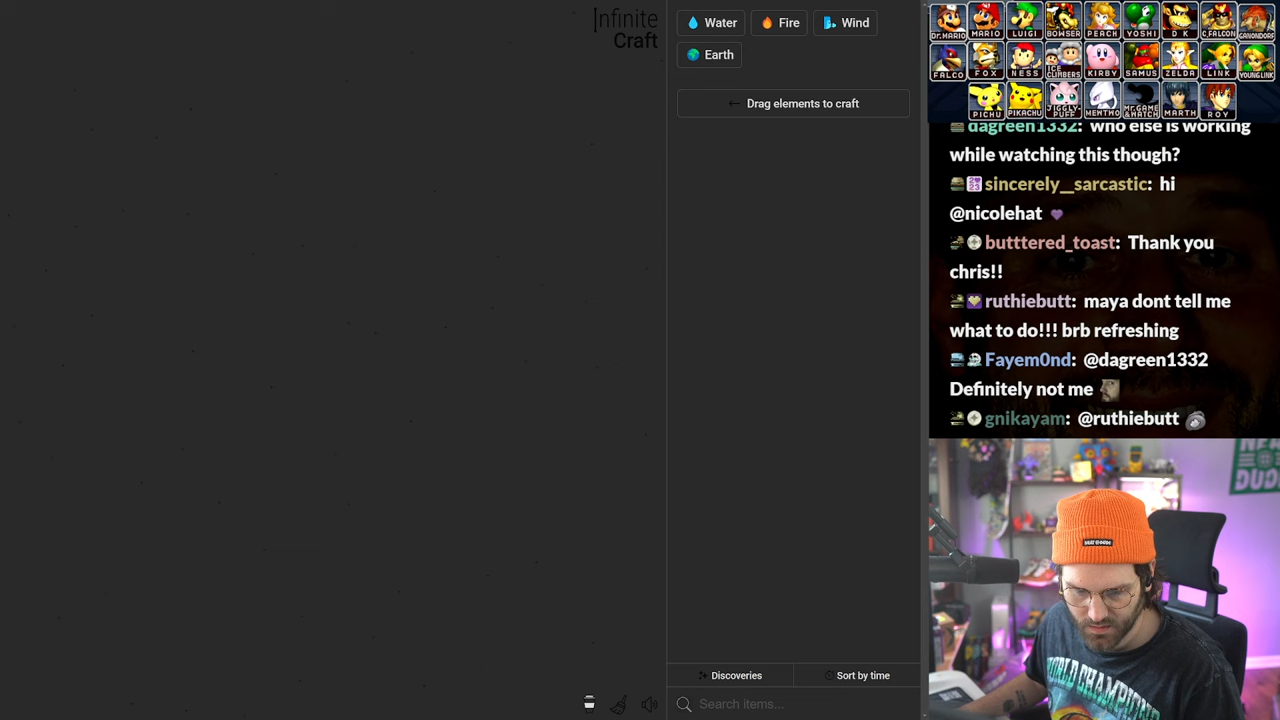 Infinite
Craft
Water
Fire
Wind
Earth
← Drag elements to craft
Discoveries
Sort by time
Search items...
DR.MARIO
MARIO
LUIGI
BOWSER
PEACH
YOSHI
DK
C.FALCON
GANONDORF
FALCO
FOX
NESS
ICE
CLIMBERS
KIRBY
SAMUS
ZELDA
LINK
YOUNG LINK
PICHU
PIKACHU
JIGGLY-
PUFF
MEWTWO
MR.GAME
&WATCH
MARTH
ROY
dagreen1332: who else is working
while watching this though?
sincerely__sarcastic: hi
@nicolehat
butttered_toast: Thank you
chris!!
ruthiebutt: maya dont tell me
what to do!!! brb refreshing
Fayem0nd: @dagreen1332
Definitely not me
gnikayam: @ruthiebutt
WORLD CHAMPIONS